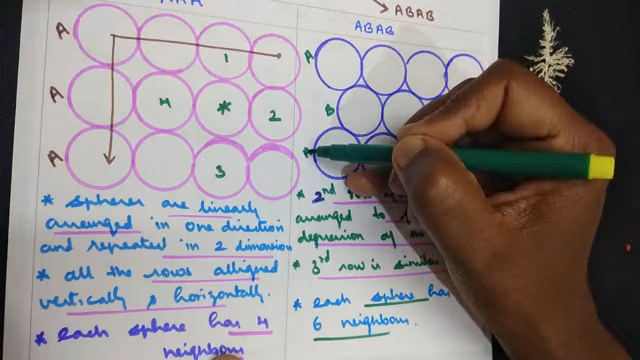 AAA
ABAB
A
1
A
4
*
2
A
3
* spheres are linearly
arranged in one direction
and repeated in 2 dimansion
* all the rows alligned
vertically & horizontally.
* each sphere has 4
neighbours
ABAB
A
B
A
* 2nd
arranged to
depression of
* 3rd row is similar
* each sphere has
6 neighbours.